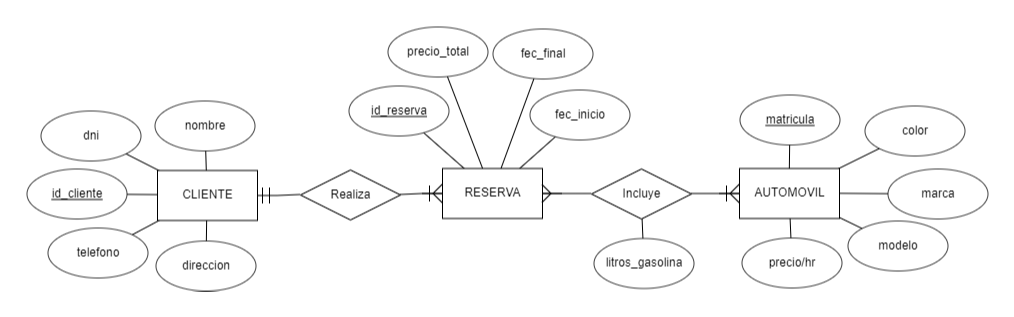 precio_total
fec_final
id_reserva
fec_inicio
nombre
dni
matricula
color
id_cliente
CLIENTE
Realiza
RESERVA
Incluye
AUTOMOVIL
marca
telefono
direccion
litros_gasolina
precio/hr
modelo